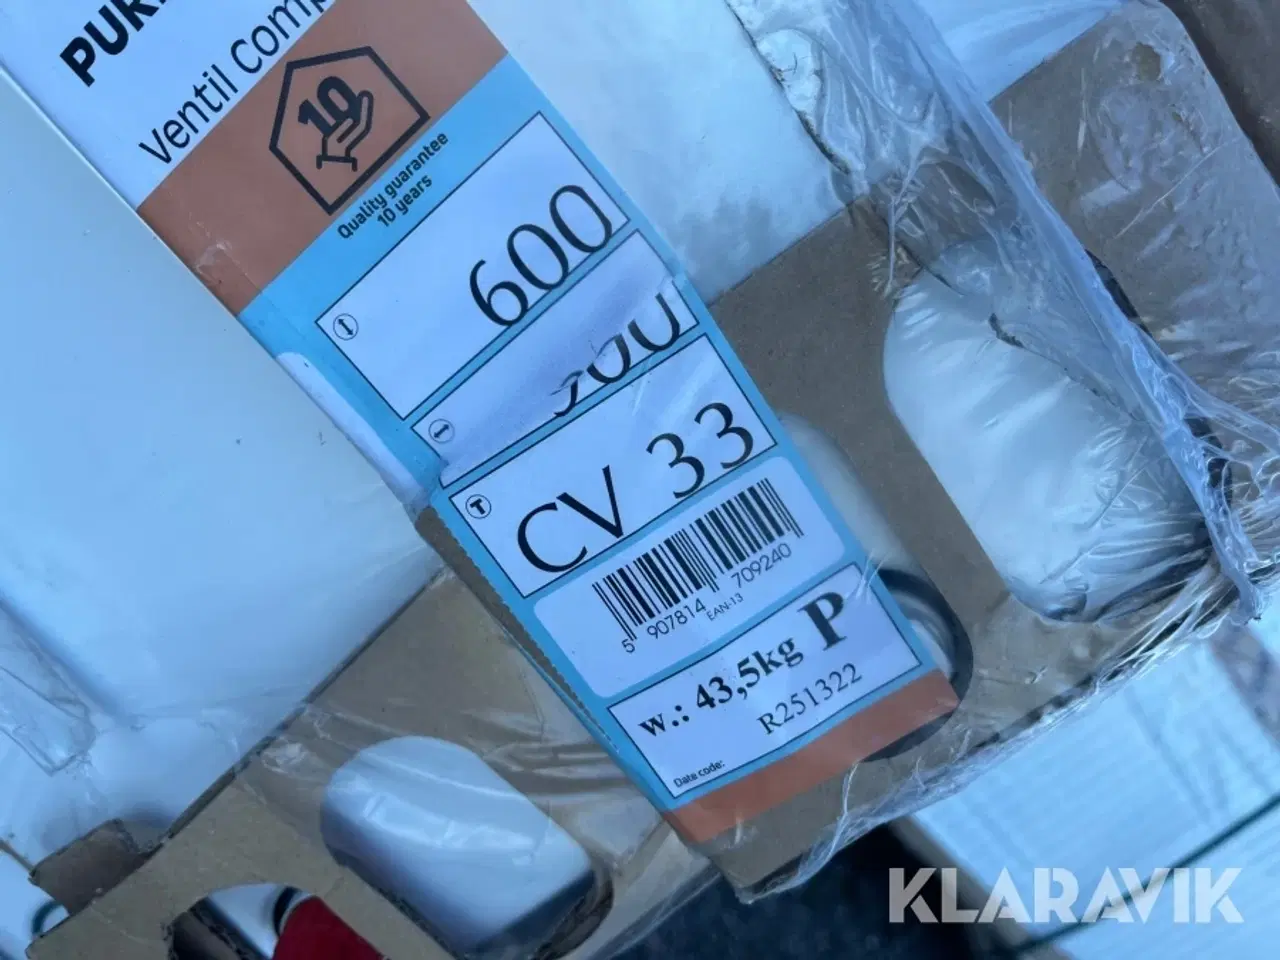 Ventil
10
Quality guarantee
10 years
600
CV 33
5 907814 709240
EAN-13
w.: 43,5kg P
R251322
Date code:
T
KLARAVIK